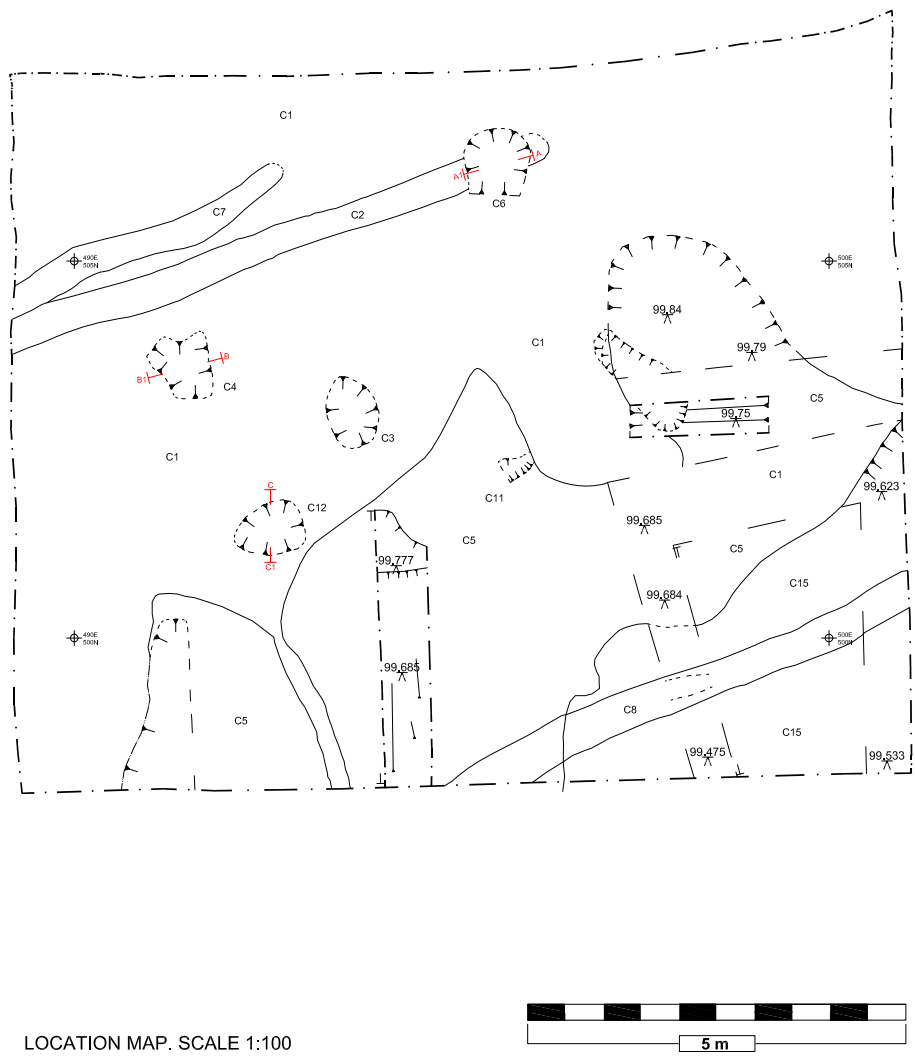 C1
A
A1
C6
C7
C2
490E
505N
500E
505N
99.84
C1
99.79
B
B1
C4
C5
99.75
C3
C1
C1
99.623
C
C12
C11
99.685
C5
C5
99.777
C1
C15
99.684
490E
500N
500E
500N
99.685
C8
C5
C15
99.475
99.533
LOCATION MAP. SCALE 1:100
5 m